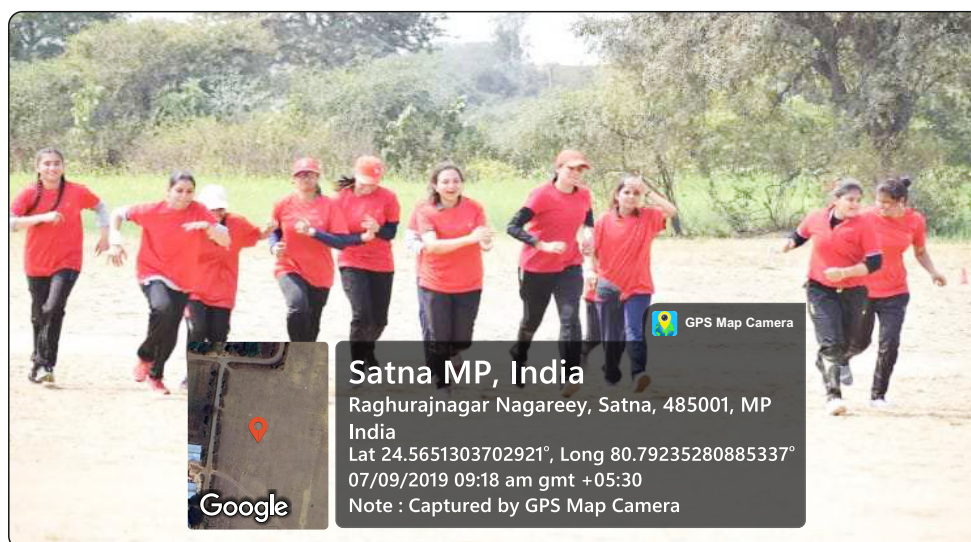 GPS Map Camera
Satna MP, India
Raghurajnagar Nagareey, Satna, 485001, MP
India
Lat 24.5651303702921°, Long 80.79235280885337°
07/09/2019 09:18 am gmt +05:30
Note : Captured by GPS Map Camera
Google